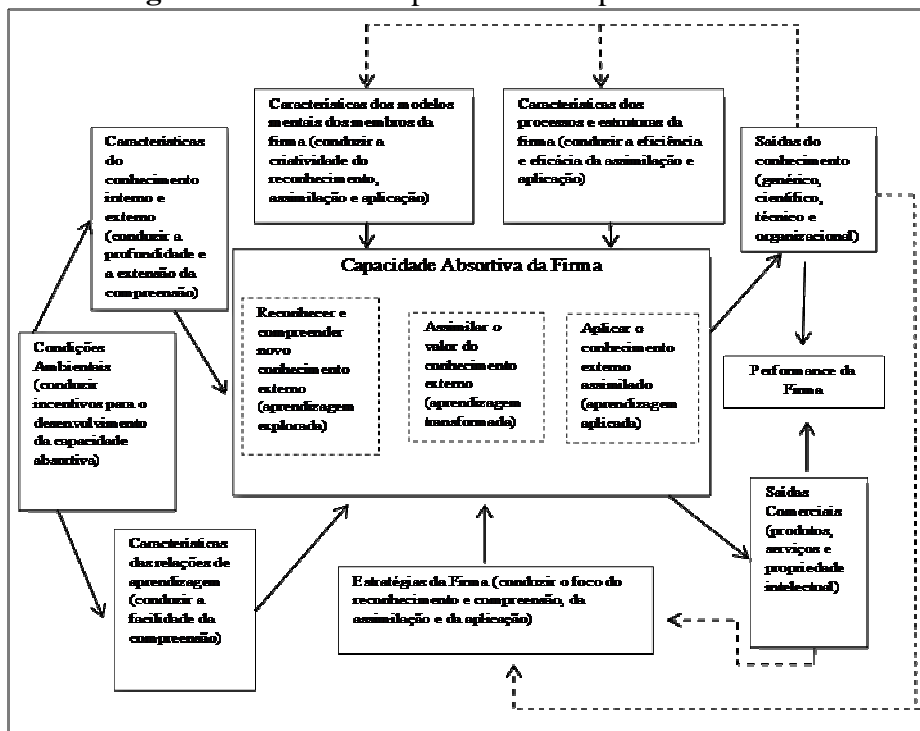 Características dos modelos
mentais dos membros da
firma (conduzir a
criatividade do
reconhecimento,
assimilação e aplicação)
Características dos
processos e estruturas da
firma (conduzir a eficiência
e eficácia da assimilação e
aplicação)
Características
do
conhecimento
interno e
externo
(conduzir a
profundidade e
a extensão da
compreensão)
Saídas do
conhecimento
(genérico,
científico,
técnico e
organizacional)
Capacidade Absortiva da Firma
Reconhecer e
compreender
novo
conhecimento
externo
(aprendizagem
explorada)
Assimilar o
valor do
conhecimento
externo
(aprendizagem
transformada)
Aplicar o
conhecimento
externo
assimilado
(aprendizagem
aplicada)
Condições
Ambientais
(conduzir
incentivos para o
desenvolvimento
da capacidade
absortiva)
Performance da
Firma
Características
das relações de
aprendizagem
(conduzir a
facilidade da
compreensão)
Estratégias da Firma (conduzir o foco do
reconhecimento e compreensão, da
assimilação e da aplicação)
Saídas
Comerciais
(produtos,
serviços e
propriedade
intelectual)